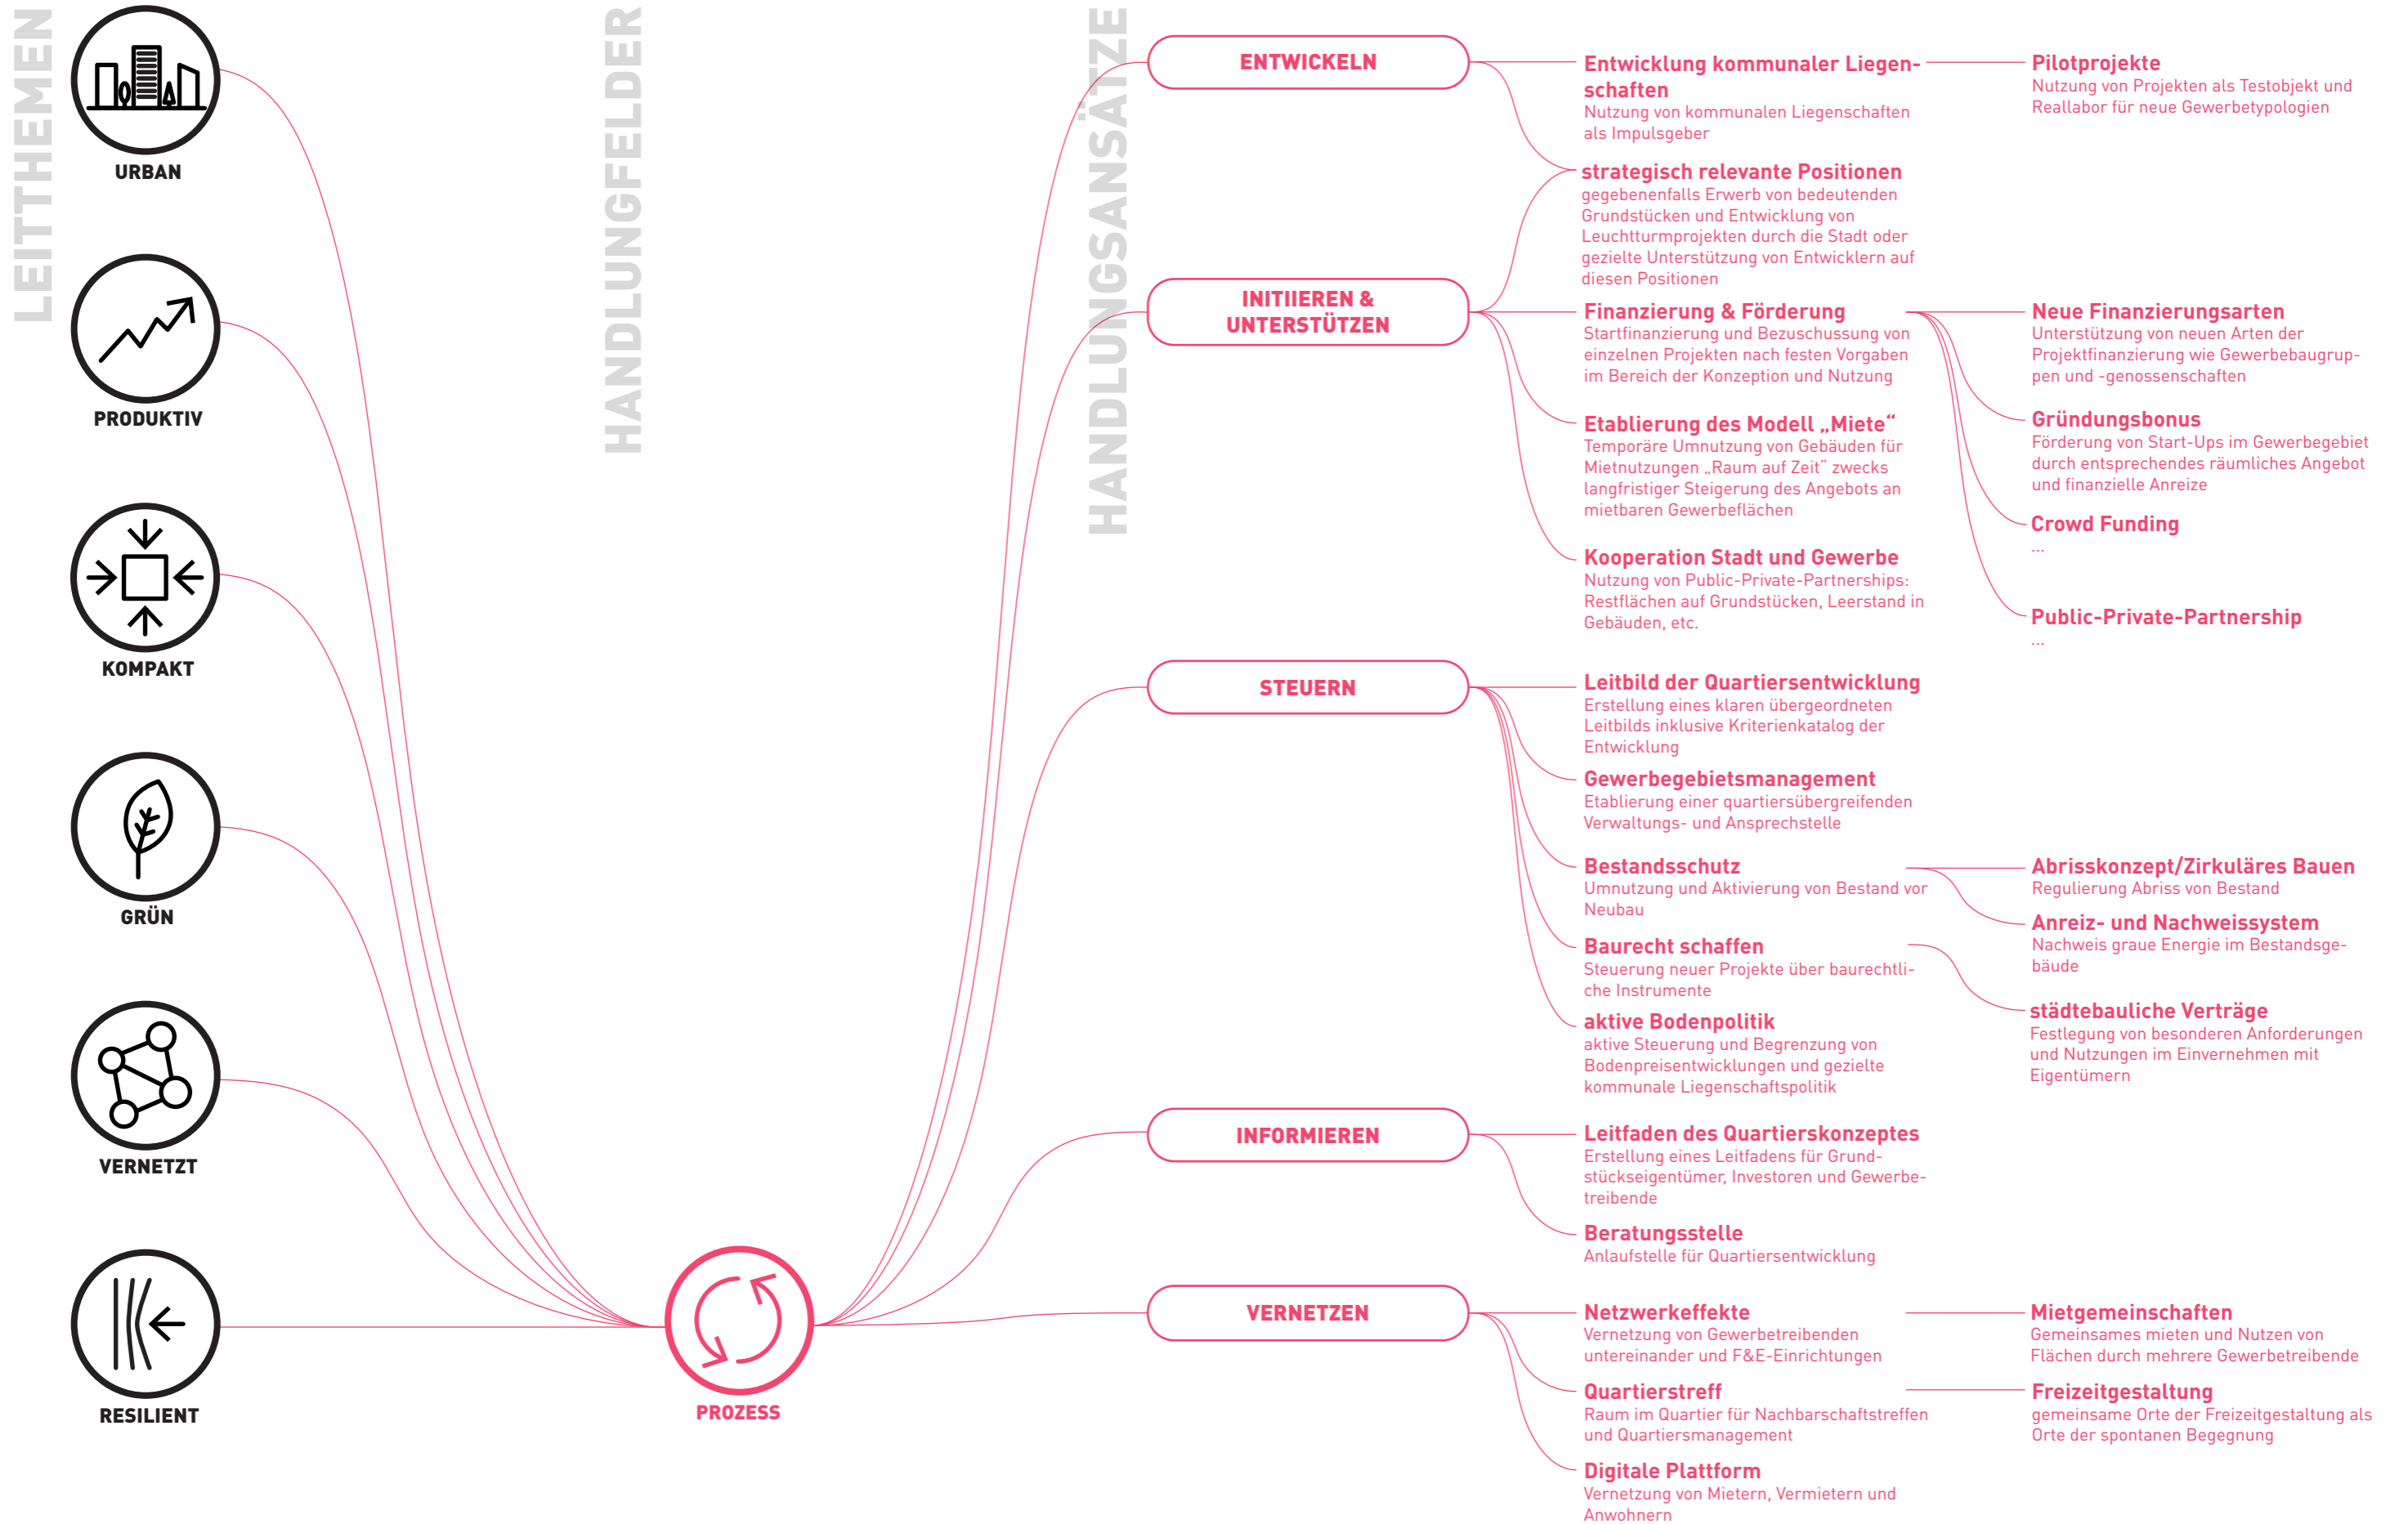 LEITTHEMEN
URBAN
PRODUKTIV
KOMPAKT
GRÜN
VERNETZT
RESILIENT
HANDLUNGFELDER
PROZESS
HANDLUNGSANSÄTZE
ENTWICKELN
Entwicklung kommunaler Liegen-
schaften
Nutzung von kommunalen Liegenschaften
als Impulsgeber
Pilotprojekte
Nutzung von Projekten als Testobjekt und
Reallabor für neue Gewerbetypologien
strategisch relevante Positionen
gegebenenfalls Erwerb von bedeutenden
Grundstücken und Entwicklung von
Leuchtturmprojekten durch die Stadt oder
gezielte Unterstützung von Entwicklern auf
diesen Positionen
INITIIEREN &
UNTERSTÜTZEN
Finanzierung & Förderung
Startfinanzierung und Bezuschussung von
einzelnen Projekten nach festen Vorgaben
im Bereich der Konzeption und Nutzung
Neue Finanzierungsarten
Unterstützung von neuen Arten der
Projektfinanzierung wie Gewerbebaugrup-
pen und -genossenschaften
Gründungsbonus
Förderung von Start-Ups im Gewerbegebiet
durch entsprechendes räumliches Angebot
und finanzielle Anreize
Crowd Funding
...
Public-Private-Partnership
...
Etablierung des Modell „Miete“
Temporäre Umnutzung von Gebäuden für
Mietnutzungen „Raum auf Zeit“ zwecks
langfristiger Steigerung des Angebots an
mietbaren Gewerbeflächen
Kooperation Stadt und Gewerbe
Nutzung von Public-Private-Partnerships:
Restflächen auf Grundstücken, Leerstand in
Gebäuden, etc.
STEUERN
Leitbild der Quartiersentwicklung
Erstellung eines klaren übergeordneten
Leitbilds inklusive Kriterienkatalog der
Entwicklung
Gewerbegebietsmanagement
Etablierung einer quartiersübergreifenden
Verwaltungs- und Ansprechstelle
Bestandsschutz
Umnutzung und Aktivierung von Bestand vor
Neubau
Abrisskonzept/Zirkuläres Bauen
Regulierung Abriss von Bestand
Anreiz- und Nachweissystem
Nachweis graue Energie im Bestandsge-
bäude
Baurecht schaffen
Steuerung neuer Projekte über baurechtli-
che Instrumente
städtebauliche Verträge
Festlegung von besonderen Anforderungen
und Nutzungen im Einvernehmen mit
Eigentümern
aktive Bodenpolitik
aktive Steuerung und Begrenzung von
Bodenpreisentwicklungen und gezielte
kommunale Liegenschaftspolitik
INFORMIEREN
Leitfaden des Quartierskonzeptes
Erstellung eines Leitfadens für Grund-
stückseigentümer, Investoren und Gewerbe-
treibende
Beratungsstelle
Anlaufstelle für Quartiersentwicklung
VERNETZEN
Netzwerkeffekte
Vernetzung von Gewerbetreibenden
untereinander und F&E-Einrichtungen
Mietgemeinschaften
Gemeinsames mieten und Nutzen von
Flächen durch mehrere Gewerbetreibende
Quartierstreff
Raum im Quartier für Nachbarschaftstreffen
und Quartiersmanagement
Freizeitgestaltung
gemeinsame Orte der Freizeitgestaltung als
Orte der spontanen Begegnung
Digitale Plattform
Vernetzung von Mietern, Vermietern und
Anwohnern